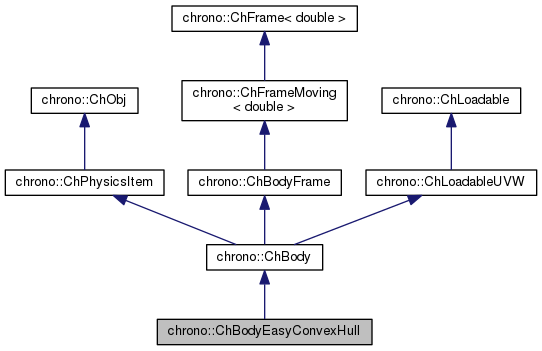 chrono::ChFrame< double >
chrono::ChFrameMoving
< double >
chrono::ChObj
chrono::ChLoadable
chrono::ChPhysicsItem
chrono::ChBodyFrame
chrono::ChLoadableUVW
chrono::ChBody
chrono::ChBodyEasyConvexHull